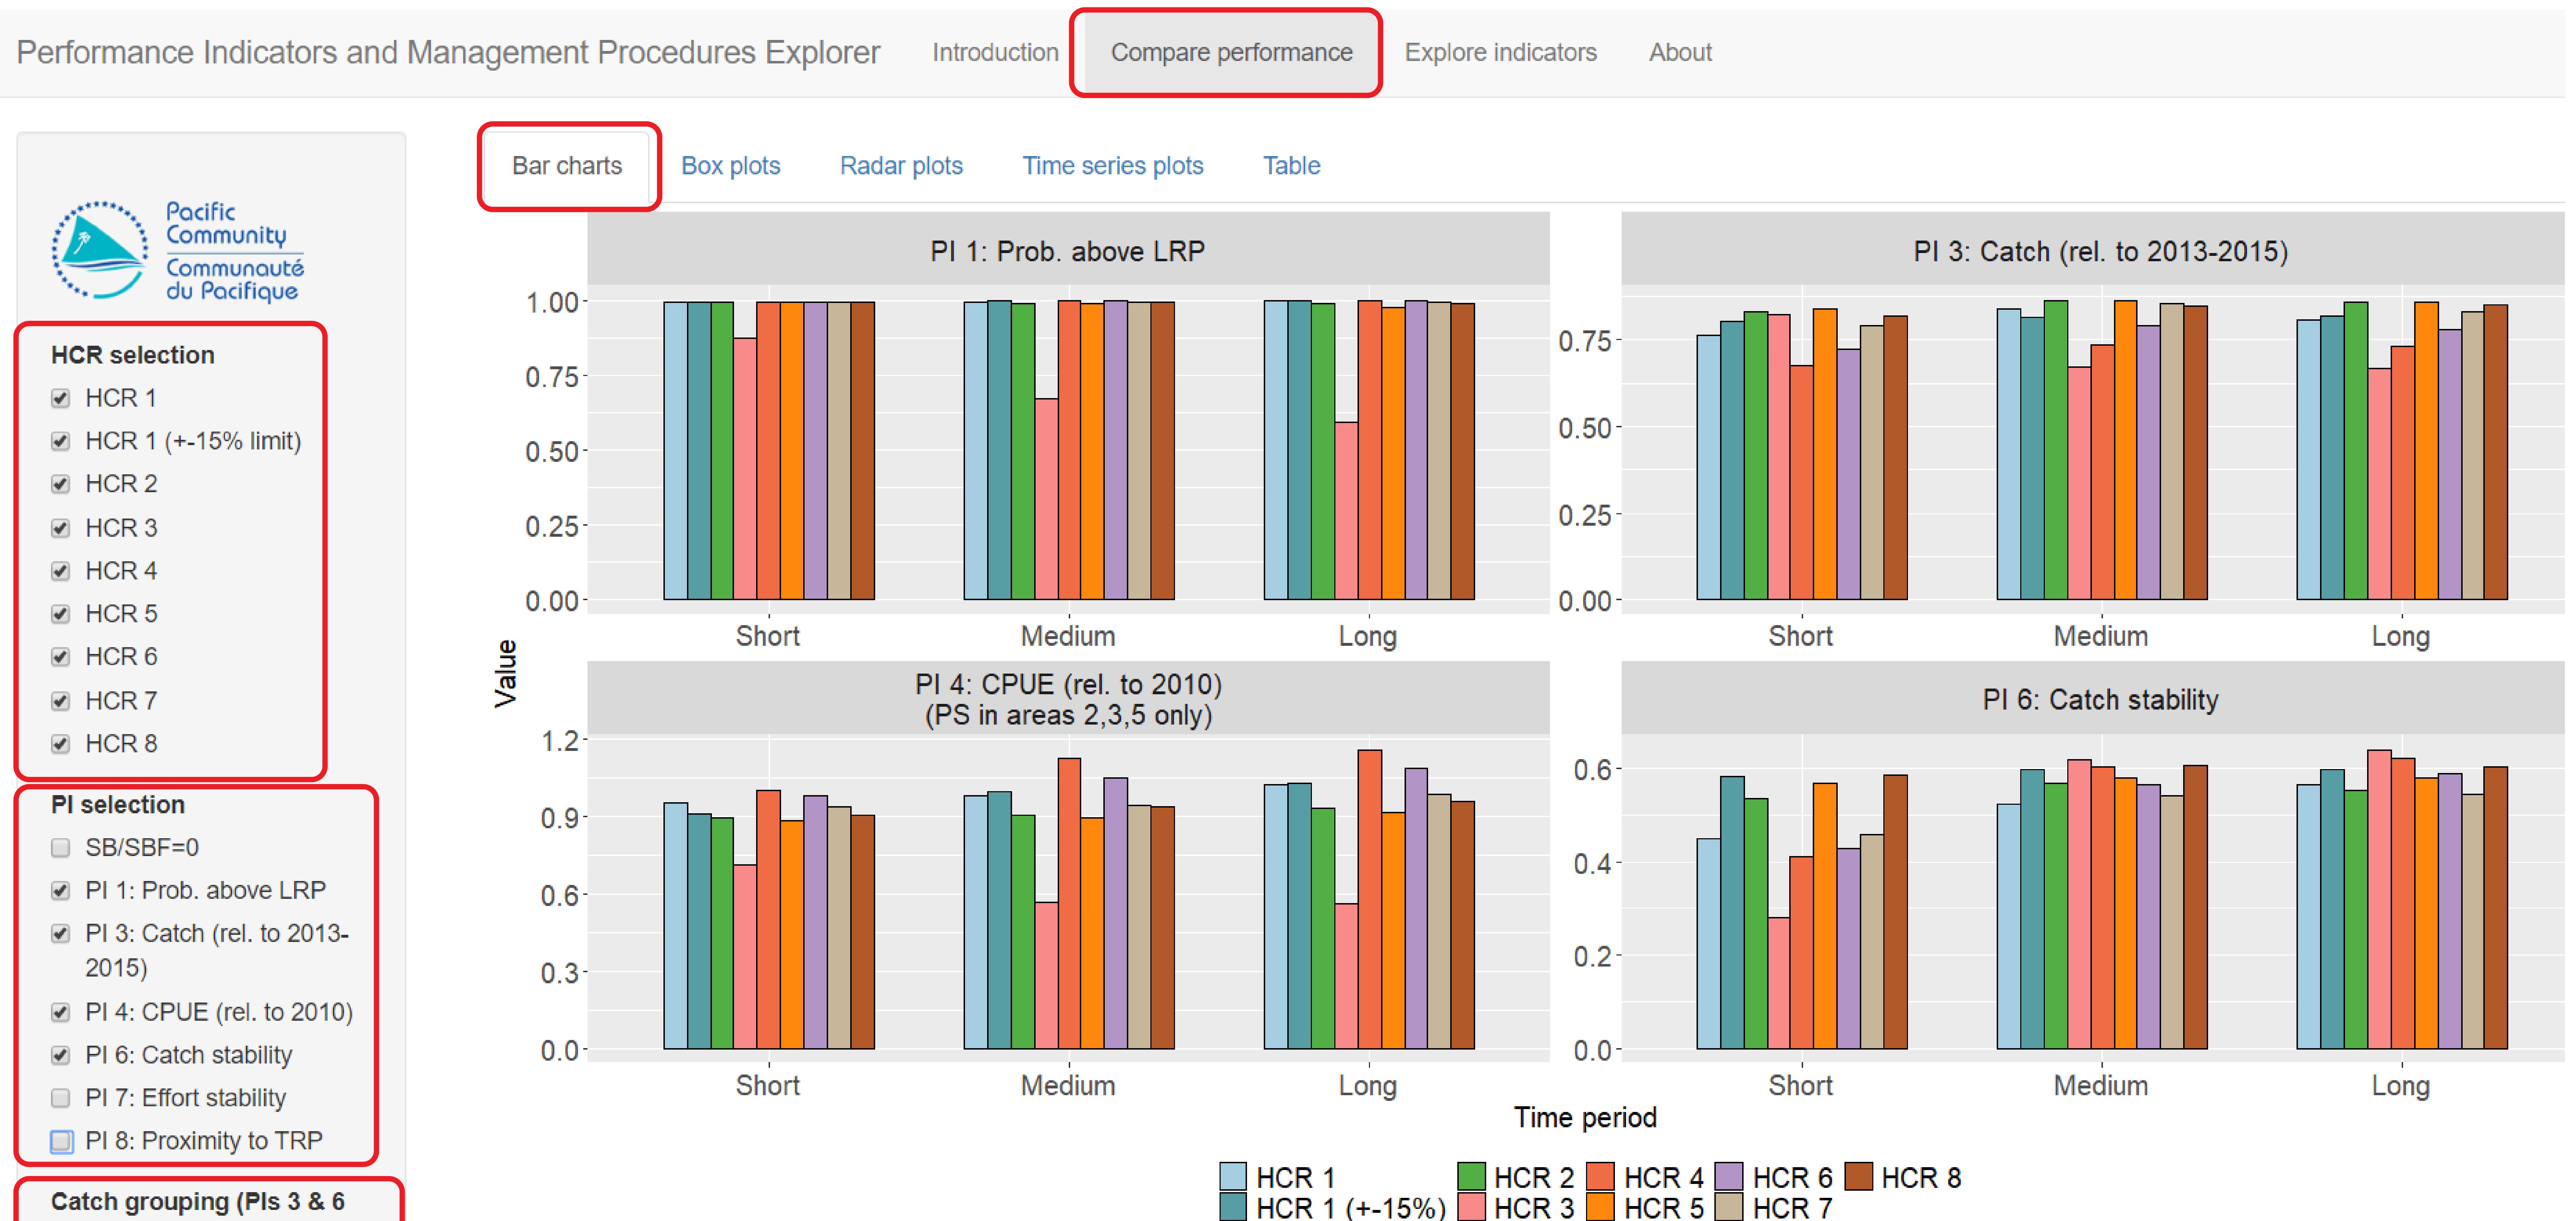 Performance Indicators and Management Procedures Explorer Introduction Compare performance Explore indicators About
Bar charts Box plots Radar plots Time series plots Table
Pacific
Community
Communauté
du Pacifique
HCR selection
HCR 1
HCR 1 (+-15% limit)
HCR 2
HCR 3
HCR 4
HCR 5
HCR 6
HCR 7
HCR 8
PI selection
SB/SBF=0
PI 1: Prob. above LRP
PI 3: Catch (rel. to 2013-
2015)
PI 4: CPUE (rel. to 2010)
PI 6: Catch stability
PI 7: Effort stability
PI 8: Proximity to TRP
Catch grouping (PIs 3 & 6
Value
PI 1: Prob. above LRP
1.00
0.75
0.50
0.25
0.00
Short Medium Long
PI 3: Catch (rel. to 2013-2015)
0.75
0.50
0.25
0.00
Short Medium Long
PI 4: CPUE (rel. to 2010)
(PS in areas 2,3,5 only)
1.2
0.9
0.6
0.3
0.0
Short Medium Long
PI 6: Catch stability
0.6
0.4
0.2
0.0
Short Medium Long
Time period
HCR 1 HCR 2 HCR 4 HCR 6 HCR 8
HCR 1 (+-15%) HCR 3 HCR 5 HCR 7